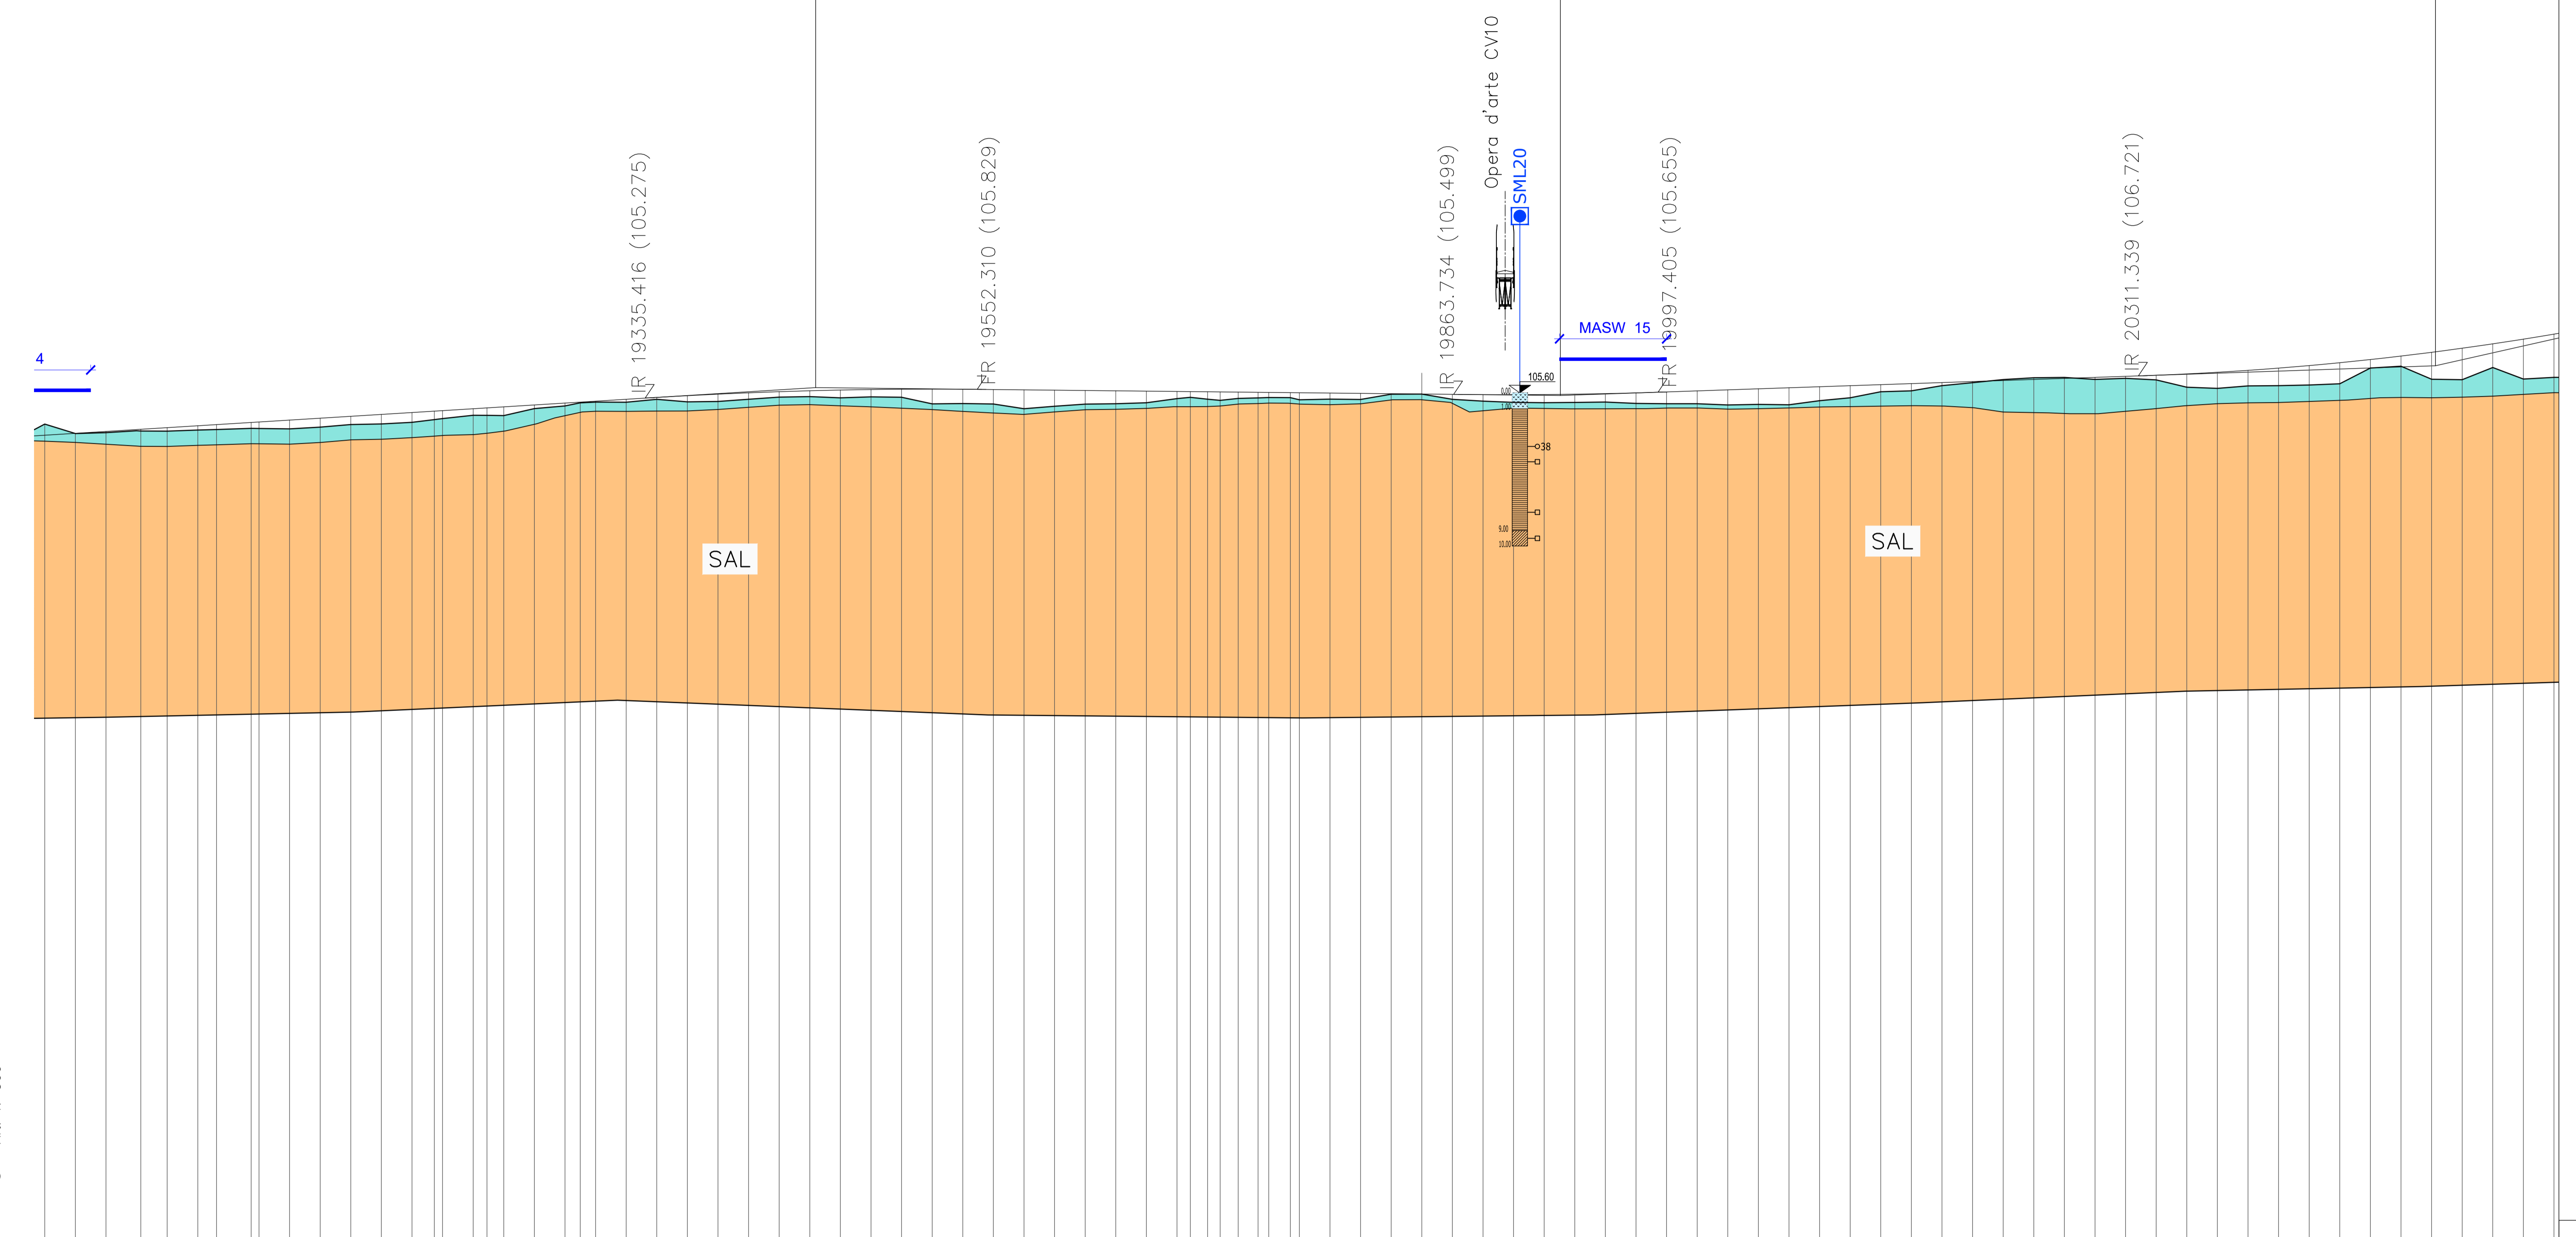 Opera d'arte CV10
SML20
IR 19335.416 (105.275)
FR 19552.310 (105.829)
IR 19863.734 (105.499)
FR 19997.405 (105.655)
IR 20311.339 (106.721)
4
MASW 15
105.60
0.00
1.00
38
9.00
10.00
SAL
SAL